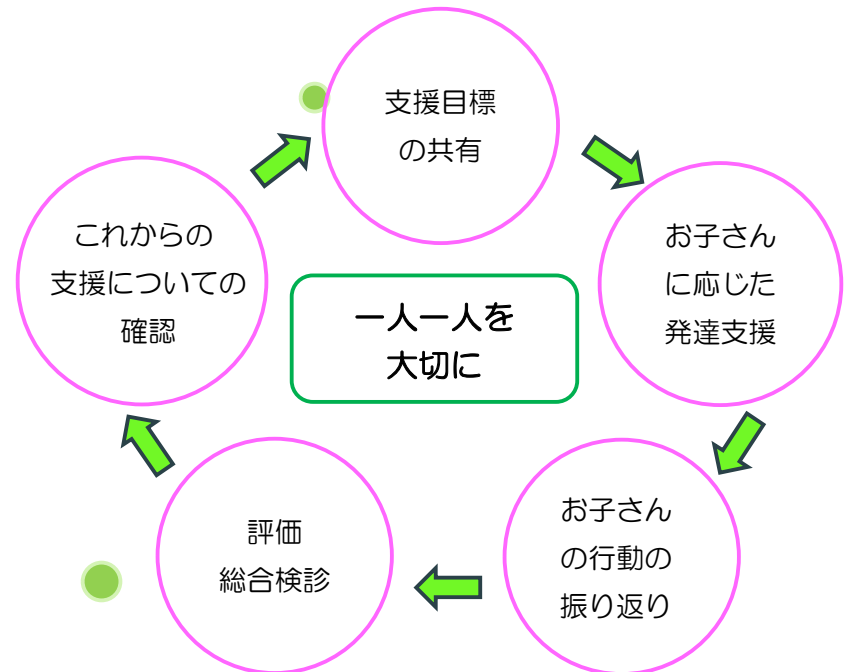 支援目標
の共有
お子さん
に応じた
発達支援
お子さん
の行動の
振り返り
評価
総合検診
これからの
支援についての
確認
一人一人を
大切に